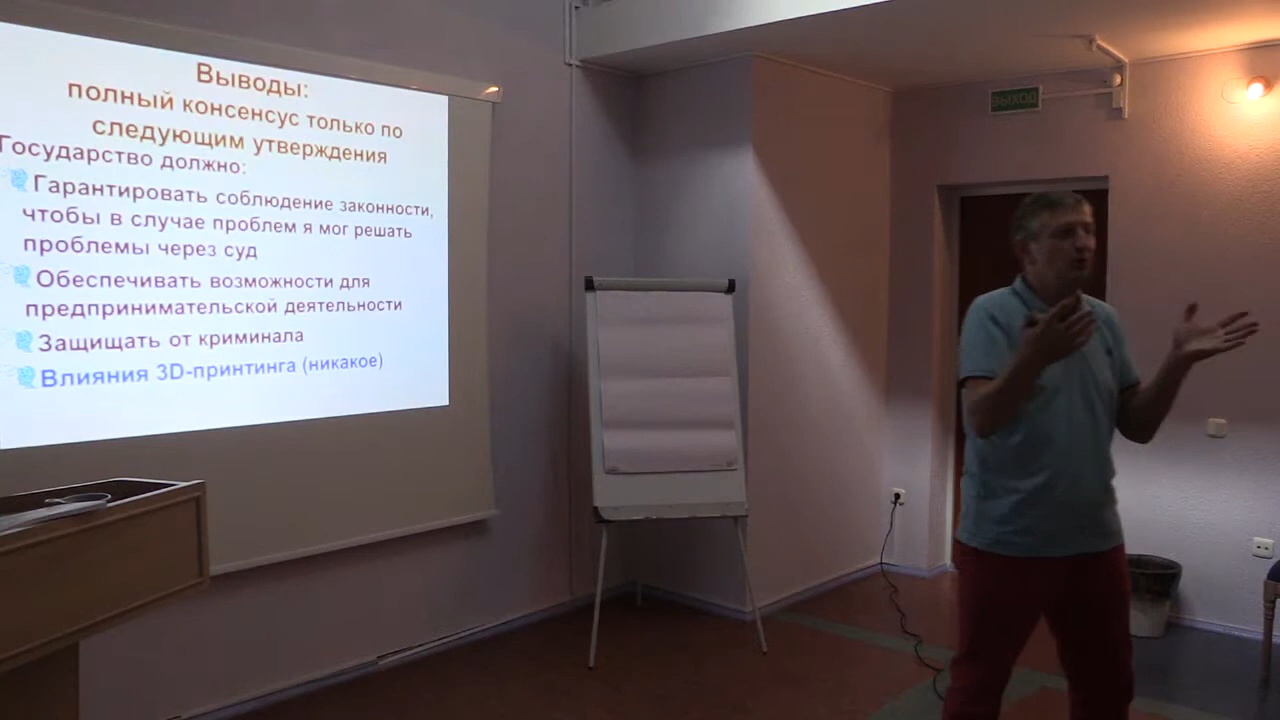 Выводы:
полный консенсус только по
следующим утверждения
Государство должно:
Гарантировать соблюдение законности,
чтобы в случае проблем я мог решать
проблемы через суд
Обеспечивать возможности для
предпринимательской деятельности
Защищать от криминала
Влияния 3D-принтинга (никакое)
ВЫХОД